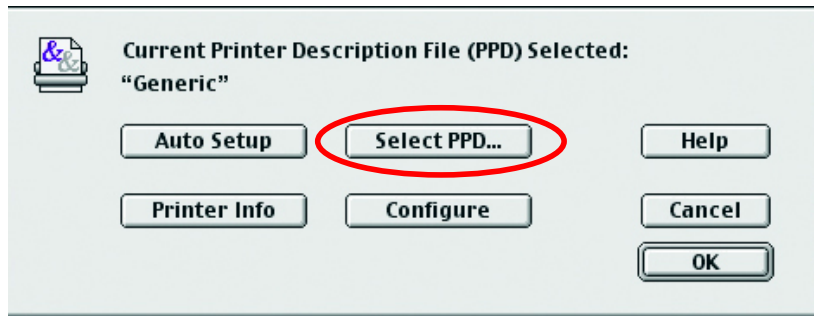 Current Printer Description File (PPD) Selected:
“Generic”
Auto Setup Select PPD... Help
Printer Info Configure Cancel
OK